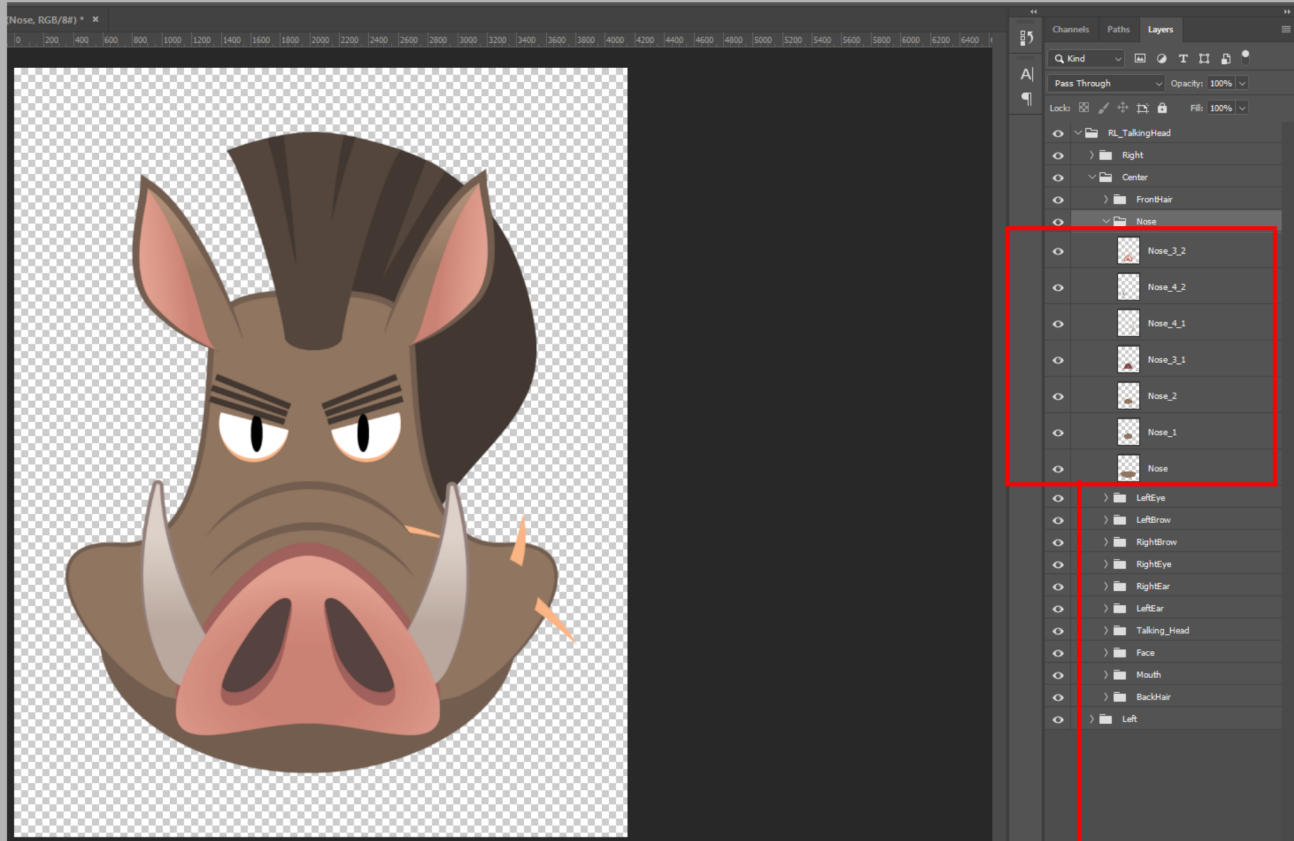 (Nose, RGB/8#) * ×
Channels Paths Layers
0 200 400 600 800 1000 1200 1400 1600 1800 2000 2200 2400 2600 2800 3000 3200 3400 3600 3800 4000 4200 4400 4600 4800 5000 5200 5400 5600 5800 6000 6200 6400
Kind
Pass Through Opacity: 100%
Lock: Fill: 100%
RL_TalkingHead
Right
Center
FrontHair
Nose
Nose_3_2
Nose_4_2
Nose_4_1
Nose_3_1
Nose_2
Nose_1
Nose
LeftEye
LeftBrow
RightBrow
RightEye
RightEar
LeftEar
Talking_Head
Face
Mouth
BackHair
Left